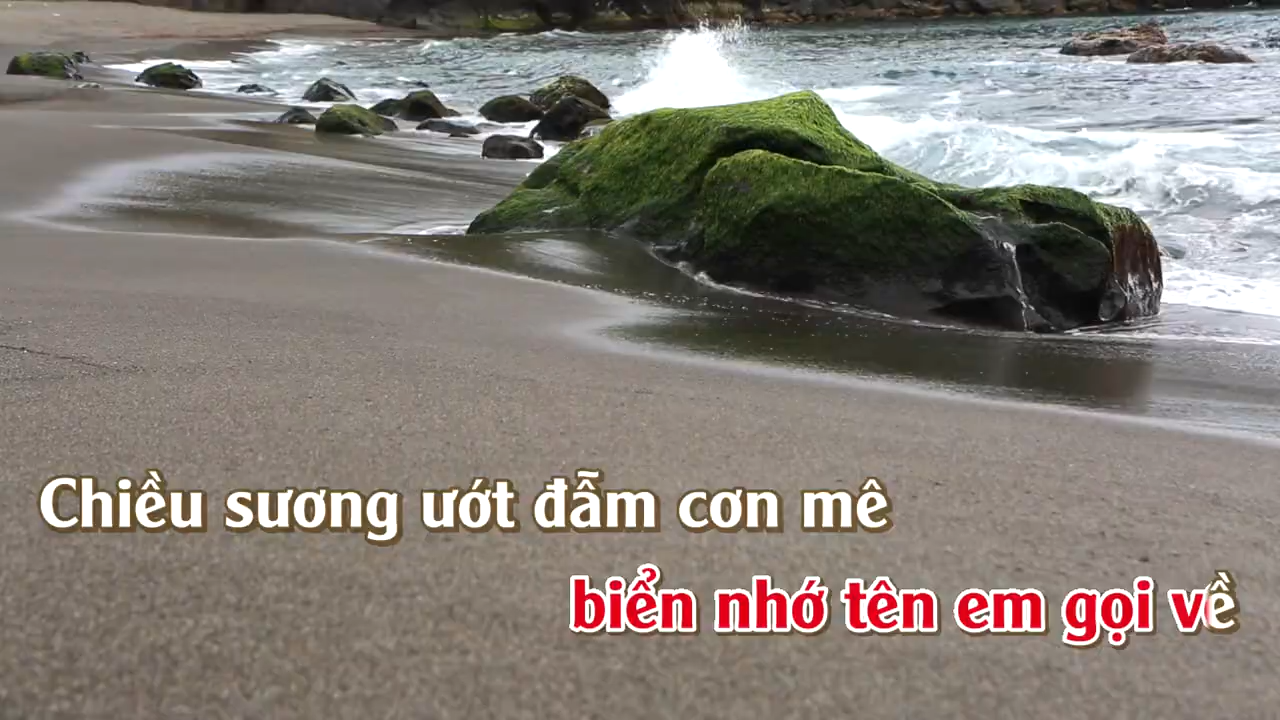 Chiều sương ướt đẫm cơn mê
biển nhớ tên em gọi về